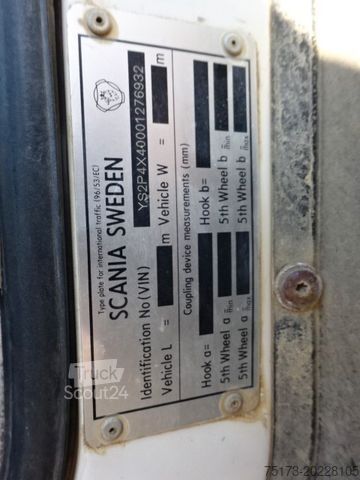 Type plate for international traffic (96/53/EC)
SCANIA SWEDEN
Identification No (VIN) YS2P4X40001276932
Vehicle L = m Vehicle W = m
Coupling device measurements (mm)
Hook a= Hook b=
5th Wheel a min 5th Wheel b min
5th Wheel a max 5th Wheel b max
Truck
Scout24
75173-20228105